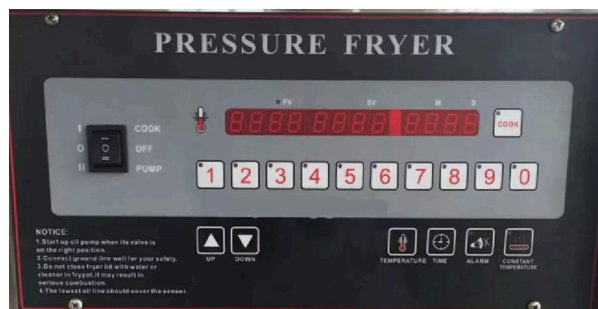 PRESSURE FRYER
PV SV M S
I COOK
O OFF
II PUMP
COOK
1 2 3 4 5 6 7 8 9 0
UP DOWN
TEMPERATURE TIME ALARM CONSTANT TEMPERATURE
NOTICE:
1.Start up oil pump when its valve is
on the right position.
2.Connect ground line well for your safety.
3.Do not close fryer lid with water or
cleaner in frypot.It may result in
serious combustion.
4.The lowest oil line should cover the sensor.